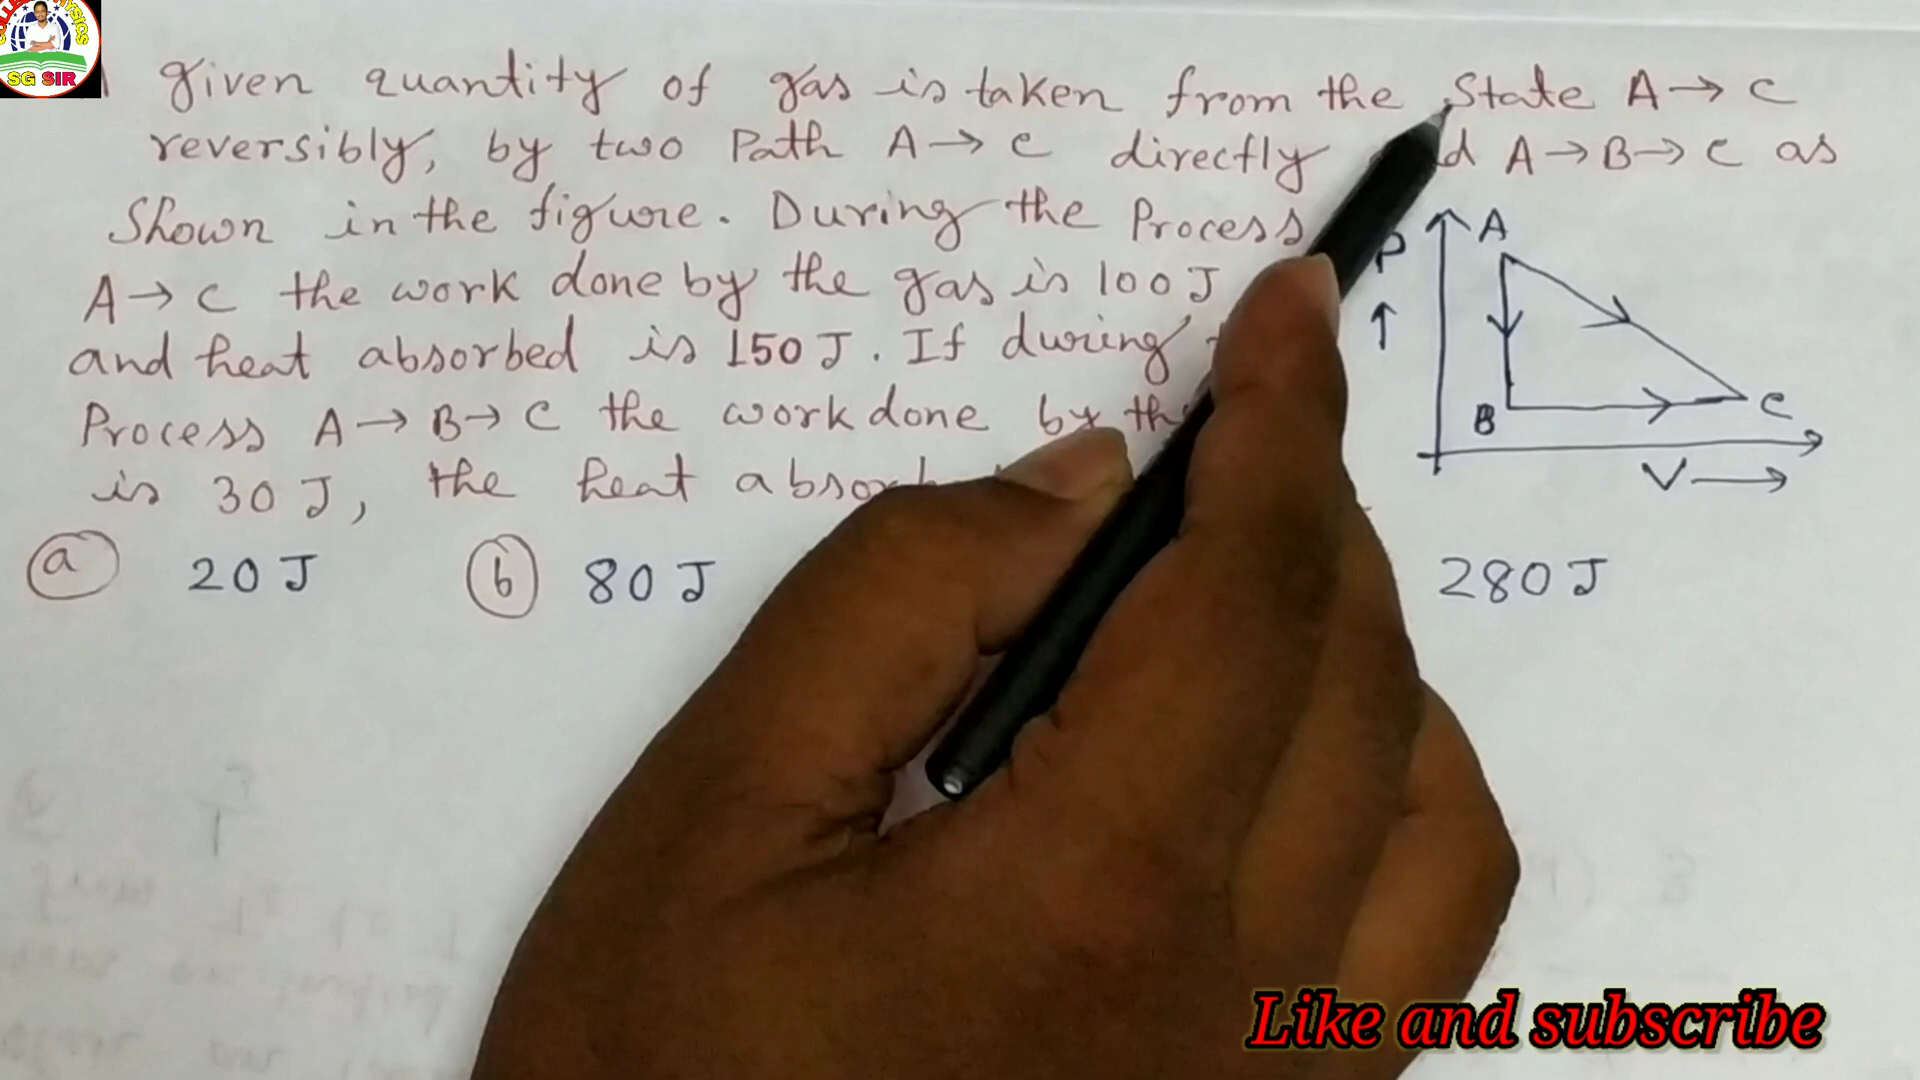 SG SIR
given quantity of gas is taken from the State A → C
reversibly, by two Path A → C directly A → B → C as
Shown in the figure. During the Process
A → C the work done by the gas is 100 J
and heat absorbed is 150 J. If during
Process A → B → C the work done by
is 30 J, the heat
A
P
↑
B
C
V →
(a) 20 J (b) 80 J 280 J
Like and subscribe